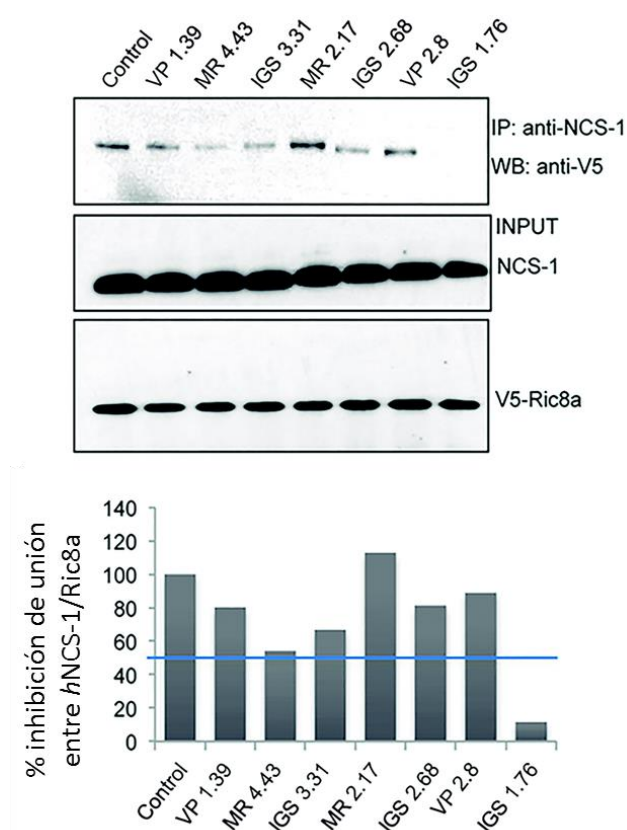 Control VP 1.39 MR 4.43 IGS 3.31 MR 2.17 IGS 2.68 VP 2.8 IGS 1.76
IP: anti-NCS-1
WB: anti-V5
INPUT
NCS-1
V5-Ric8a
% inhibición de unión
entre hNCS-1/Ric8a
140
120
100
80
60
40
20
0
Control VP 1.39 MR 4.43 IGS 3.31 MR 2.17 IGS 2.68 VP 2.8 IGS 1.76